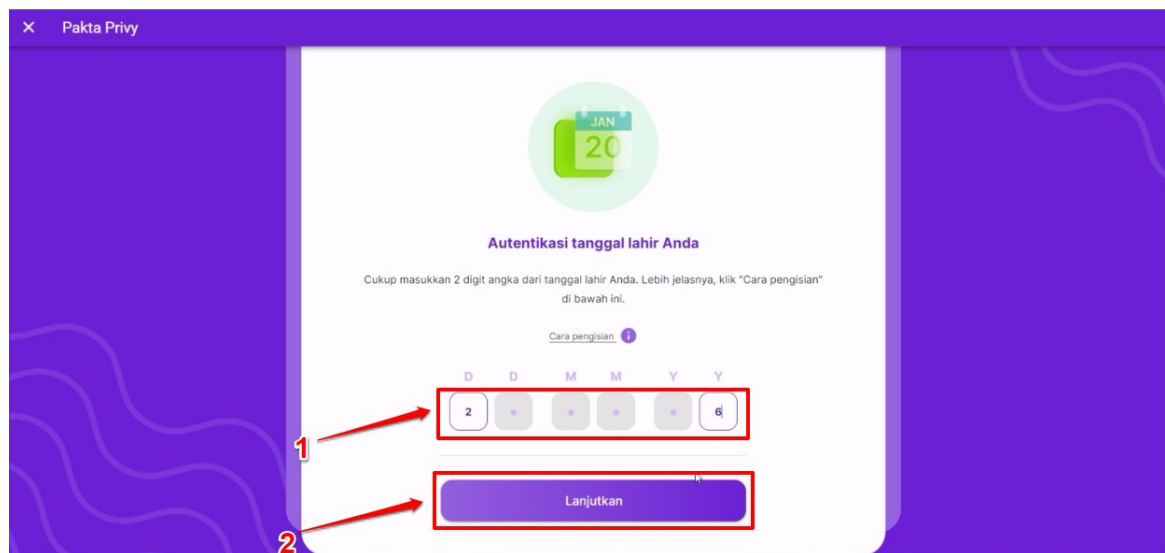 × Pakta Privy
JAN
20
Autentikasi tanggal lahir Anda
Cukup masukkan 2 digit angka dari tanggal lahir Anda. Lebih jelasnya, klik "Cara pengisian"
di bawah ini.
Cara pengisian i
D D M M Y Y
2 • • • • 6
1
Lanjutkan
2